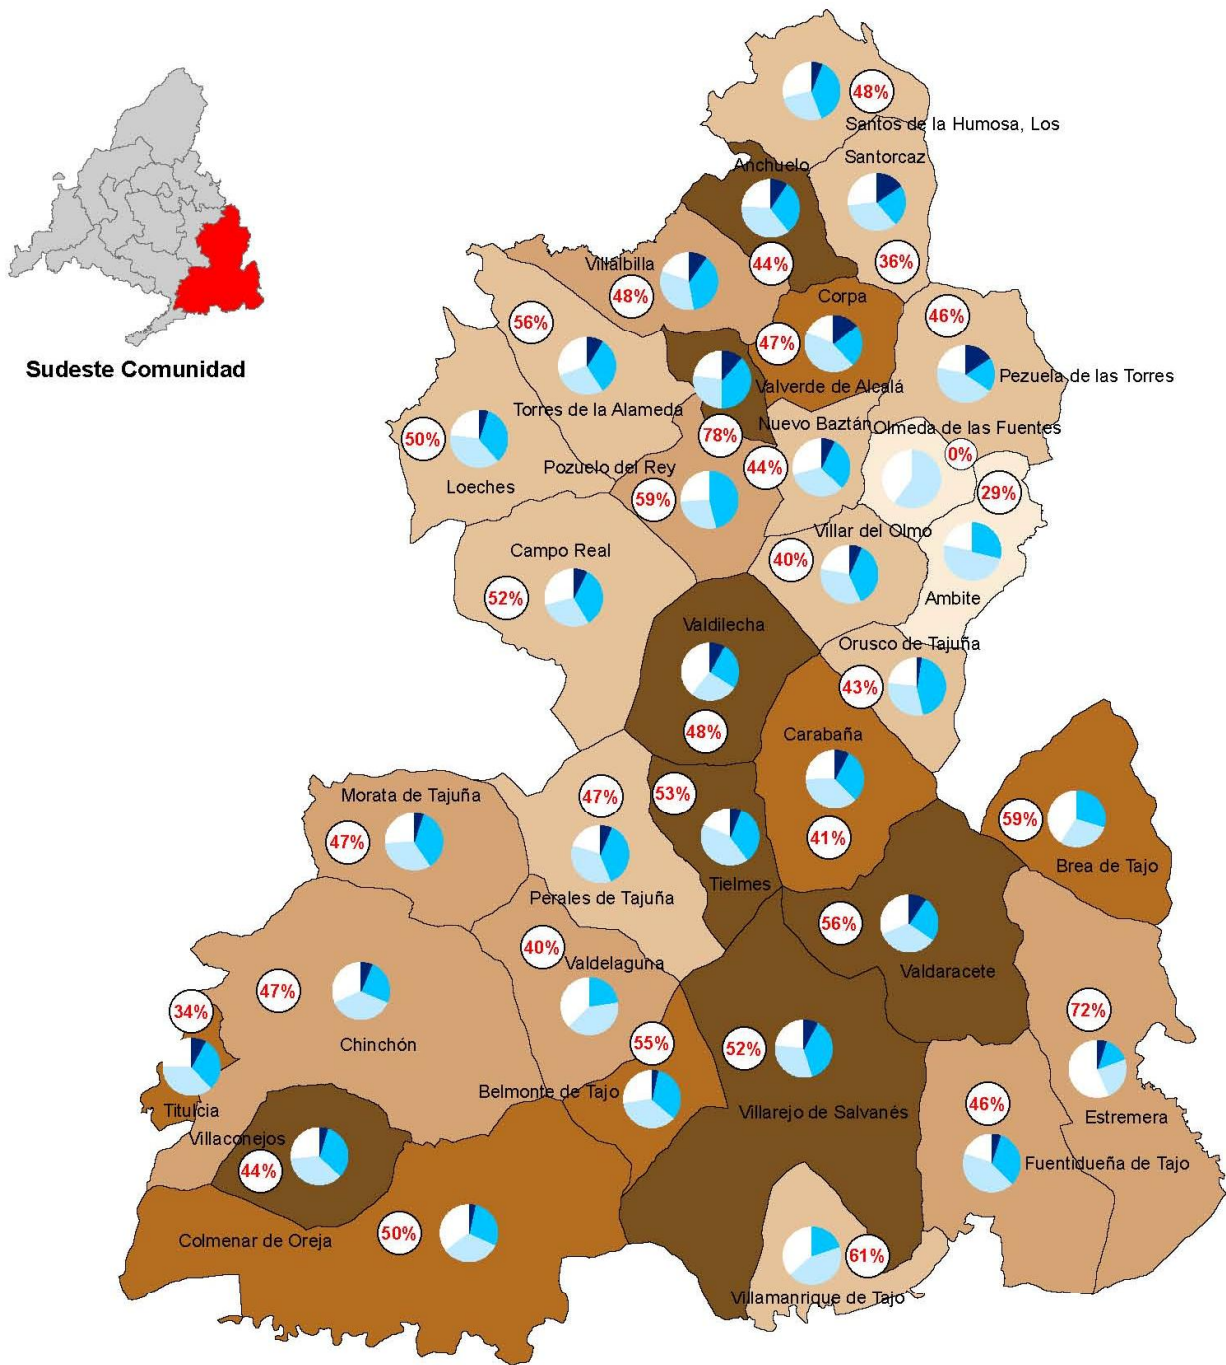 48%
Santos de la Humosa, Los
Anchuelo
Santorcaz
44%
36%
Villalbilla
48%
Corpa
47%
46%
56%
Valverde de Alcalá
Pezuela de las Torres
Torres de la Alameda
Nuevo Baztán
Olmeda de las Fuentes
78%
0%
50%
Loeches
Pozuelo del Rey
44%
59%
29%
Villar del Olmo
40%
Ambite
Campo Real
52%
Valdilecha
48%
Orusco de Tajuña
43%
Carabaña
41%
Morata de Tajuña
47%
47%
53%
Perales de Tajuña
Tielmes
59%
Brea de Tajo
56%
Valdaracete
40%
Valdelaguna
47%
Chinchón
34%
Titulcia
72%
Estremera
55%
Belmonte de Tajo
52%
Villarejo de Salvanés
46%
Fuentidueña de Tajo
Villaconejos
44%
Colmenar de Oreja
50%
61%
Villamanrique de Tajo
Sudeste Comunidad